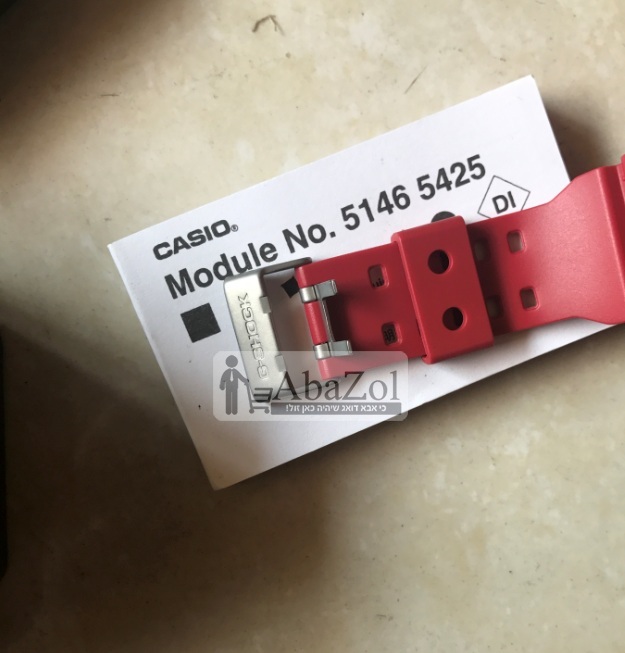 CASIO®
Module No. 5146 5425
DI
G-SHOCK
AbaZol
כי אבא דואג שיהיה כאן זול!